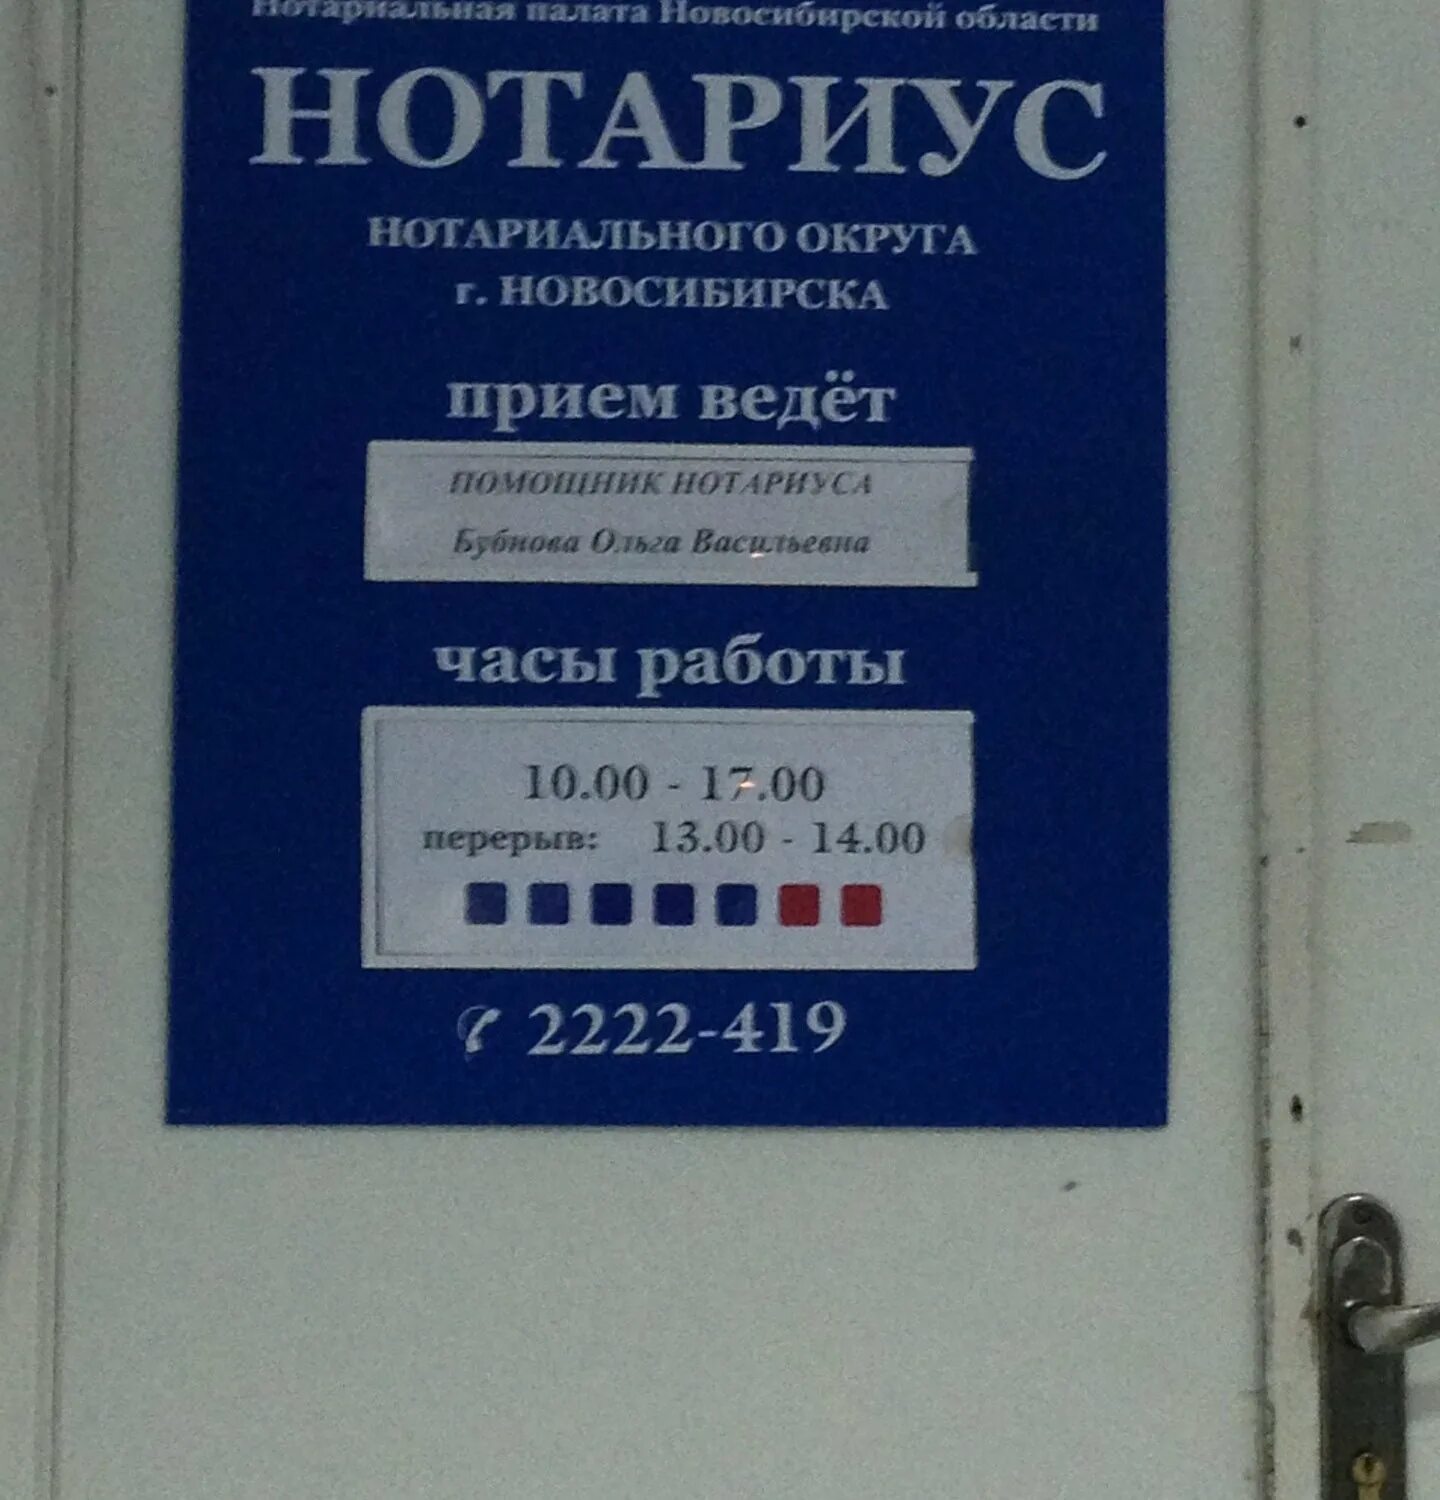 Нотариальная палата Новосибирской области
НОТАРИУС
НОТАРИАЛЬНОГО ОКРУГА
г. НОВОСИБИРСКА
прием ведёт
ПОМОЩНИК НОТАРИУСА
Бубнова Ольга Васильевна
часы работы
10.00 - 17.00
перерыв: 13.00 - 14.00
2222-419